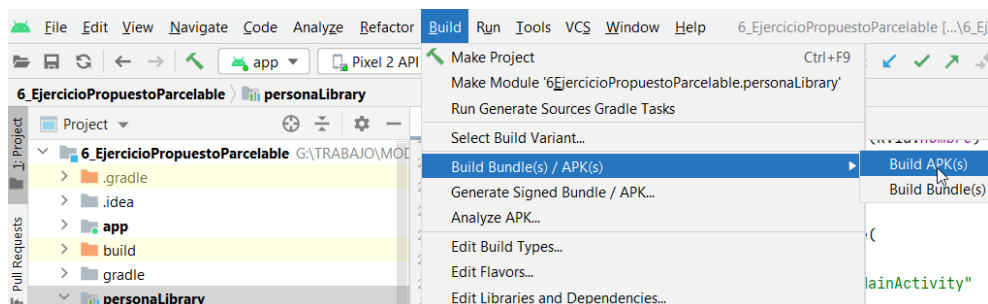 File Edit View Navigate Code Analyze Refactor Build Run Tools VCS Window Help 6_EjercicioPropuestoParcelable [...\6_Ej
app Pixel 2 API
Make Project Ctrl+F9
Make Module '6EjercicioPropuestoParcelable.personaLibrary'
6_EjercicioPropuestoParcelable personaLibrary
Run Generate Sources Gradle Tasks
1: Project
Project
Select Build Variant...
6_EjercicioPropuestoParcelable G:\TRABAJO\MOD
Build Bundle(s) / APK(s)
Build APK(s)
.gradle
Generate Signed Bundle / APK...
Build Bundle(s)
.idea
Analyze APK...
app
Pull Requests
build
Edit Build Types...
gradle
Edit Flavors...
MainActivity"
personaLibrary
Edit Libraries and Dependencies...